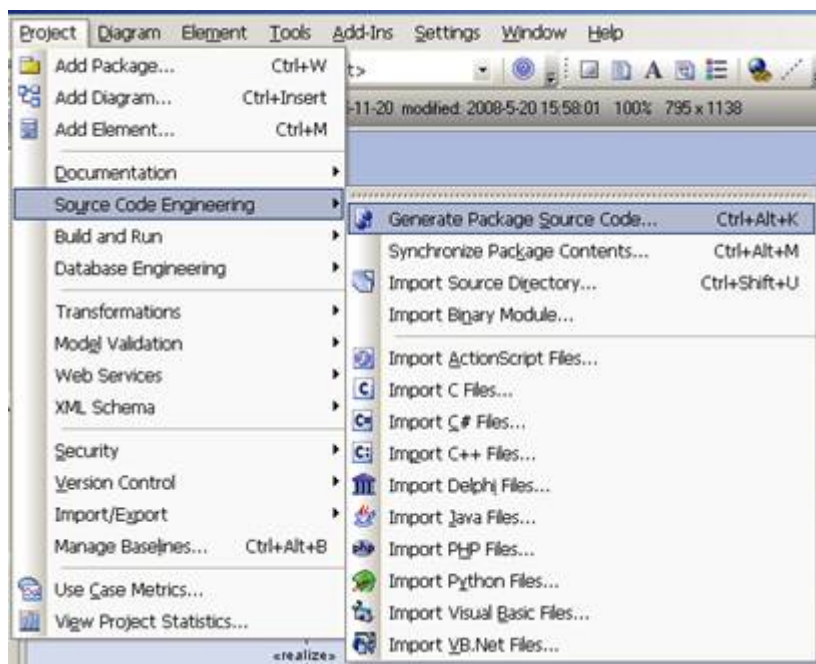 Project Diagram Element Tools Add-Ins Settings Window Help
Add Package... Ctrl+W
Add Diagram... Ctrl+Insert
Add Element... Ctrl+M
Documentation
Source Code Engineering
Build and Run
Database Engineering
Transformations
Model Validation
Web Services
XML Schema
Security
Version Control
Import/Export
Manage Baselines... Ctrl+Alt+B
Use Case Metrics...
View Project Statistics...
t>
A
-11-20 modified: 2008-5-20 15:58:01 100% 795 x 1138
Generate Package Source Code... Ctrl+Alt+K
Synchronize Package Contents... Ctrl+Alt+M
Import Source Directory... Ctrl+Shift+U
Import Binary Module...
Import ActionScript Files...
C Import C Files...
C# Import C# Files...
C: Import C++ Files...
Import Delphi Files...
Import Java Files...
php Import PHP Files...
Import Python Files...
Import Visual Basic Files...
Import VB.Net Files...
«realize»